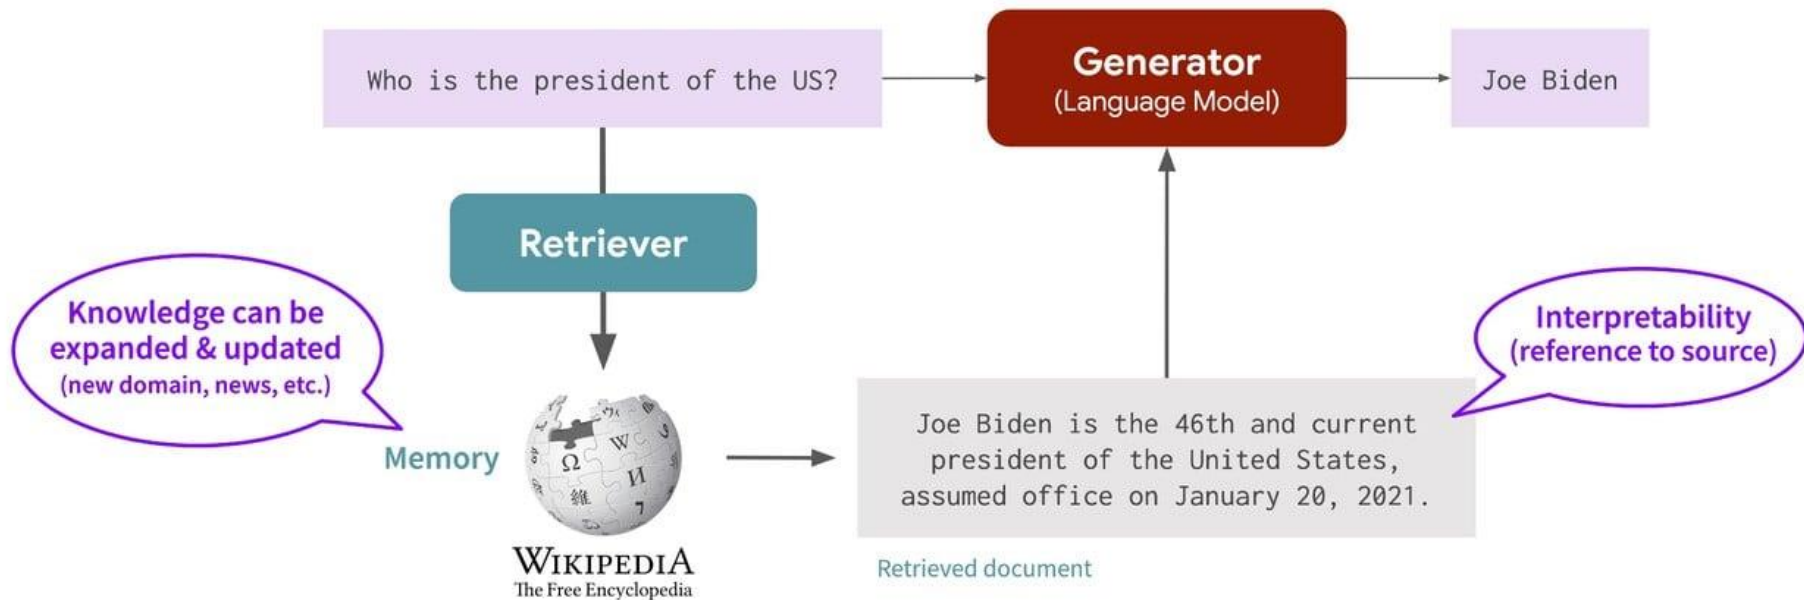 Who is the president of the US?
Generator
(Language Model)
Joe Biden
Retriever
Knowledge can be
expanded & updated
(new domain, news, etc.)
Interpretability
(reference to source)
Memory
Ω
W
И
維
7
WIKIPEDIA
The Free Encyclopedia
Joe Biden is the 46th and current
president of the United States,
assumed office on January 20, 2021.
Retrieved document